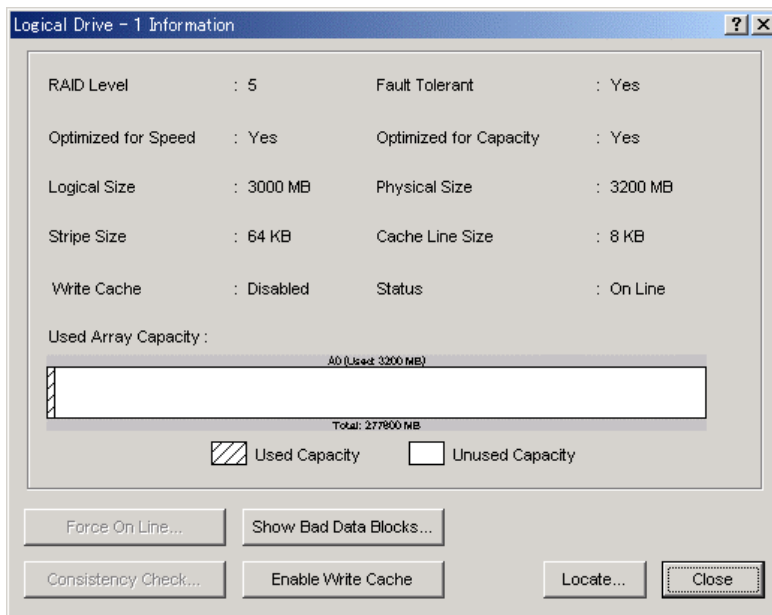 Logical Drive - 1 Information
RAID Level : 5 Fault Tolerant : Yes
Optimized for Speed : Yes Optimized for Capacity : Yes
Logical Size : 3000 MB Physical Size : 3200 MB
Stripe Size : 64 KB Cache Line Size : 8 KB
Write Cache : Disabled Status : On Line
Used Array Capacity :
A0 (Used: 3200 MB)
Total: 277800 MB
Used Capacity Unused Capacity
Force On Line... Show Bad Data Blocks...
Consistency Check... Enable Write Cache Locate... Close